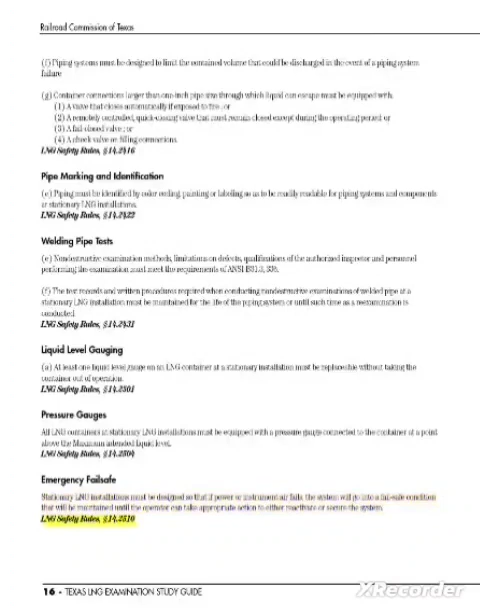 Railroad Commission of Texas
(f) Piping systems must be designed to limit the contained volume that could be discharged in the event of a piping system
failure
(g) Container connections larger than one-inch pipe size through which liquid can escape must be equipped with:
(1) A valve that closes automatically if exposed to fire; or
(2) A remotely controlled, quick-closing valve that must remain closed except during the operating period; or
(3) A fail-closed valve; or
(4) A check valve on filling connections.
LNG Safety Rules, §14.2416
Pipe Marking and Identification
(e) Piping must be identified by color coding, painting or labeling so as to be readily readable for piping systems and components
at stationary LNG installations.
LNG Safety Rules, §14.2422
Welding Pipe Tests
(e) Nondestructive examination methods, limitations on defects, qualifications of the authorized inspector and personnel
performing the examination must meet the requirements of ANSI B31.3, 336.
(f) The test records and written procedures required when conducting nondestructive examinations of welded pipe at a
stationary LNG installation must be maintained for the life of the piping system or until such time as a reexamination is
conducted.
LNG Safety Rules, §14.2431
Liquid Level Gauging
(a) At least one liquid level gauge on an LNG container at a stationary installation must be replaceable without taking the
container out of operation.
LNG Safety Rules, §14.2501
Pressure Gauges
All LNG containers at stationary LNG installations must be equipped with a pressure gauge connected to the container at a point
above the Maximum intended liquid level.
LNG Safety Rules, §14.2504
Emergency Failsafe
Stationary LNG installations must be designed so that if power or instrument air fails, the system will go into a fail-safe condition
that will be maintained until the operator can take appropriate action to either reactivate or secure the system.
LNG Safety Rules, §14.2510
16 - TEXAS LNG EXAMINATION STUDY GUIDE
XRecorder